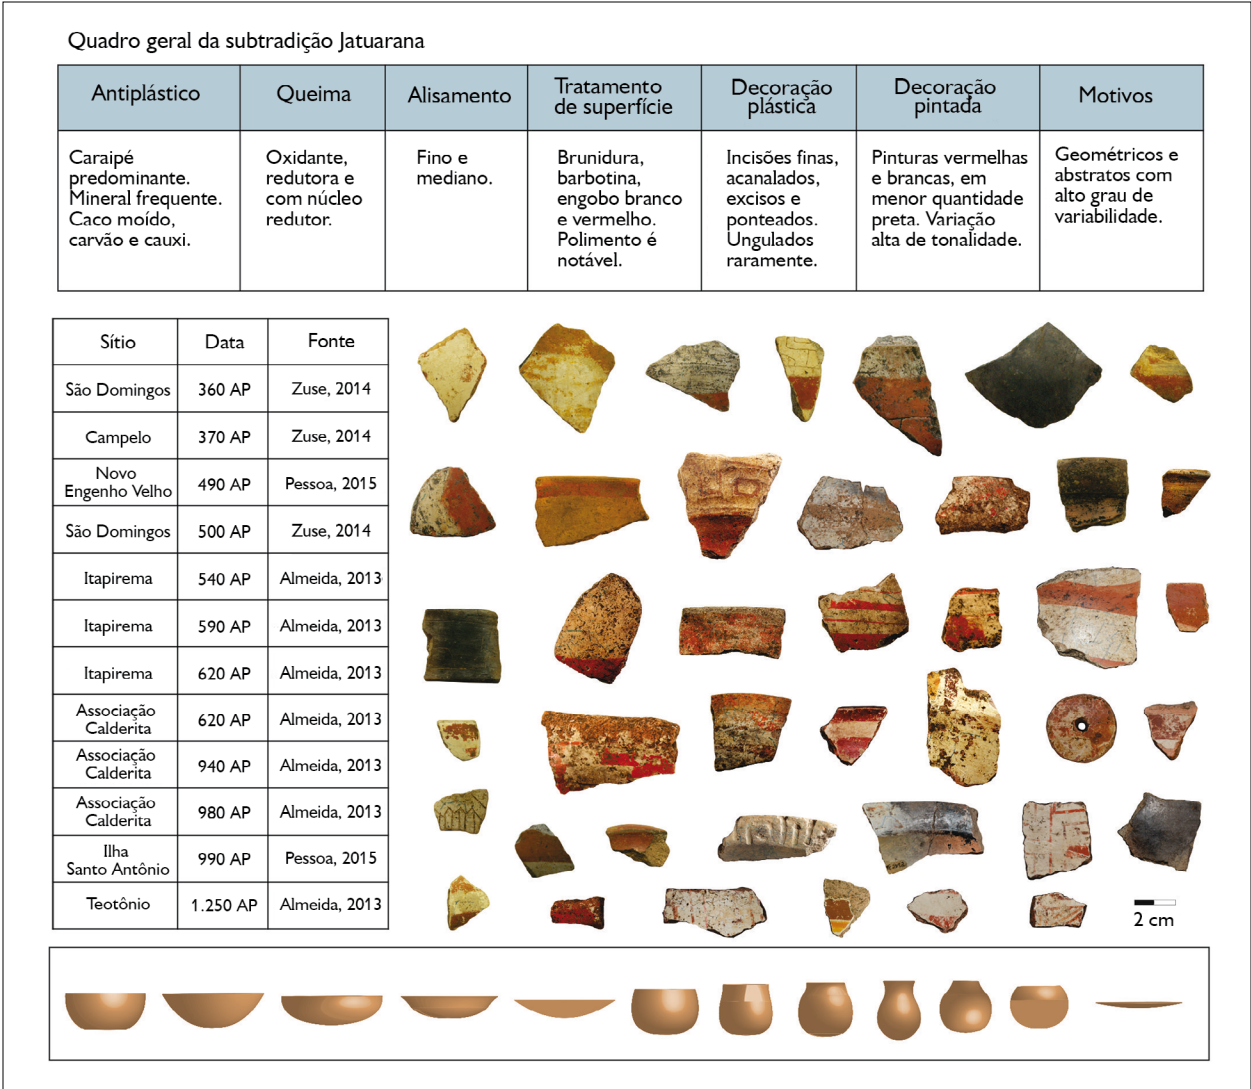 Quadro geral da subtradição Jatuarana
Antiplástico
Queima
Alisamento
Tratamento
de superfície
Decoração
plástica
Decoração
pintada
Motivos
Caraipé
predominante.
Mineral frequente.
Caco moído,
carvão e cauxi.
Oxidante,
redutora e
com núcleo
redutor.
Fino e
mediano.
Brunidura,
barbotina,
engobo branco
e vermelho.
Polimento é
notável.
Incisões finas,
acanalados,
excisos e
ponteados.
Ungulados
raramente.
Pinturas vermelhas
e brancas, em
menor quantidade
preta. Variação
alta de tonalidade.
Geométricos e
abstratos com
alto grau de
variabilidade.
Sítio Data Fonte
São Domingos 360 AP Zuse, 2014
Campelo 370 AP Zuse, 2014
Novo
Engenho Velho 490 AP Pessoa, 2015
São Domingos 500 AP Zuse, 2014
Itapirema 540 AP Almeida, 2013
Itapirema 590 AP Almeida, 2013
Itapirema 620 AP Almeida, 2013
Associação
Calderita 620 AP Almeida, 2013
Associação
Calderita 940 AP Almeida, 2013
Associação
Calderita 980 AP Almeida, 2013
Ilha
Santo Antônio 990 AP Pessoa, 2015
Teotônio 1.250 AP Almeida, 2013
2 cm